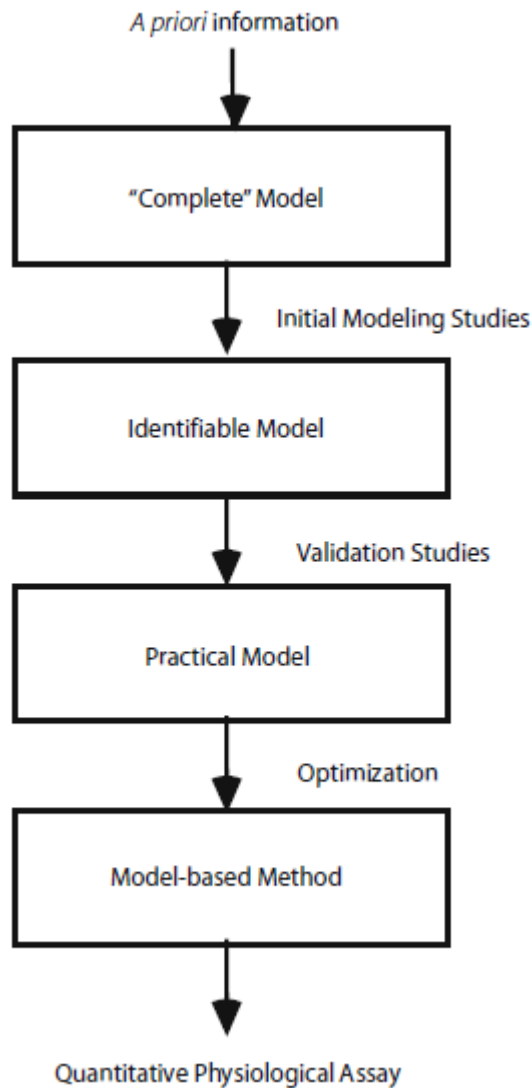 A priori information
“Complete” Model
Initial Modeling Studies
Identifiable Model
Validation Studies
Practical Model
Optimization
Model-based Method
Quantitative Physiological Assay